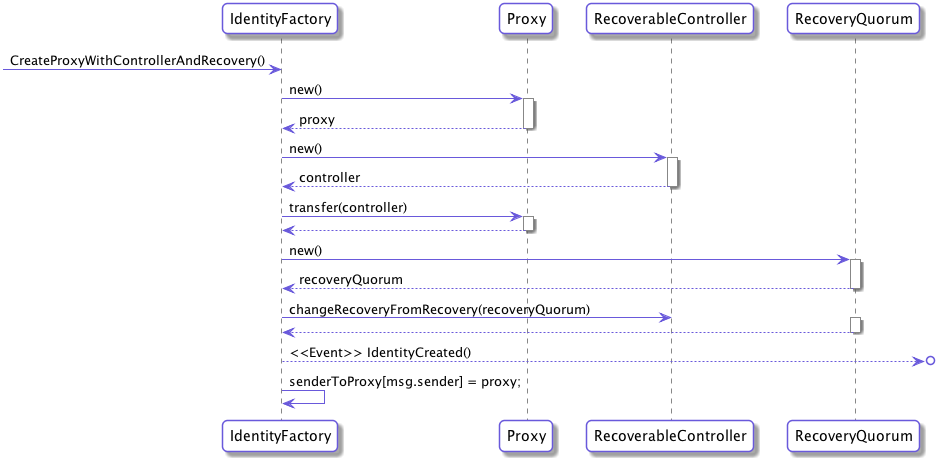 IdentityFactory
Proxy
RecoverableController
RecoveryQuorum
CreateProxyWithControllerAndRecovery()
new()
proxy
new()
controller
transfer(controller)
new()
recoveryQuorum
changeRecoveryFromRecovery(recoveryQuorum)
<<Event>> IdentityCreated()
senderToProxy[msg.sender] = proxy;
IdentityFactory
Proxy
RecoverableController
RecoveryQuorum